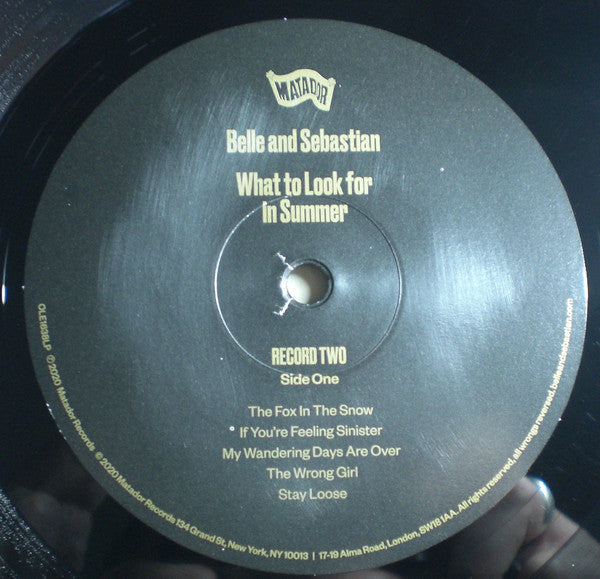 MATADOR
Belle and Sebastian
What to Look for
In Summer
RECORD TWO
Side One
The Fox In The Snow
If You're Feeling Sinister
My Wandering Days Are Over
The Wrong Girl
Stay Loose
OLE1638LP ℗©2020 Matador Records ©2020 Matador Records 134 Grand St, New York, NY 10013 | 17-19 Alma Road, London, SW18 1AA. All rights reserved, all wrongs reversed. belleandsebastian.com